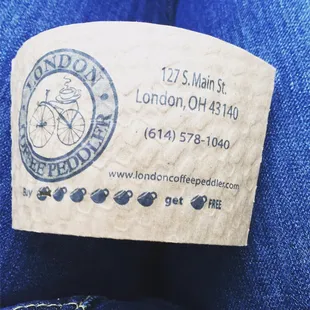 LONDON
COFFEE PEDDLER
127 S. Main St.
London, OH 43140
(614) 578-1040
www.londoncoffeepeddler.com
Buy get FREE